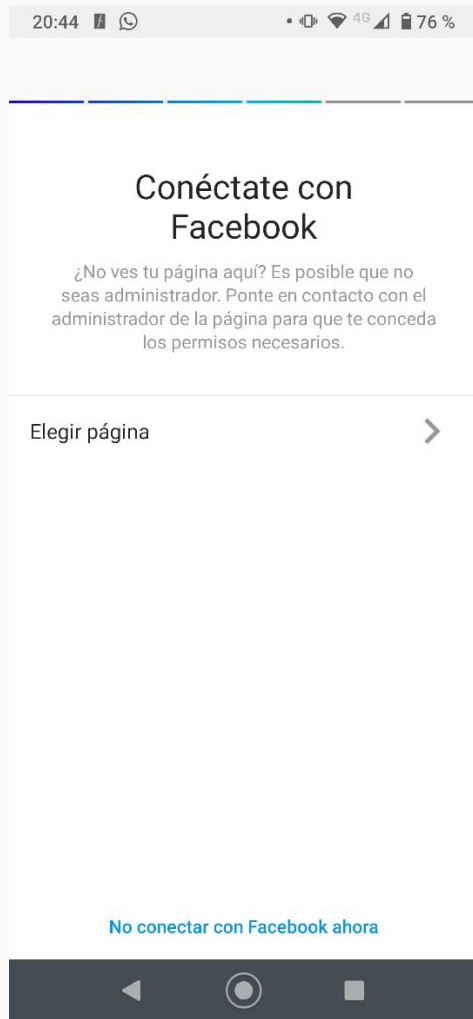 20:44 4G 76 %
Conéctate con
Facebook
¿No ves tu página aquí? Es posible que no
seas administrador. Ponte en contacto con el
administrador de la página para que te conceda
los permisos necesarios.
Elegir página
No conectar con Facebook ahora